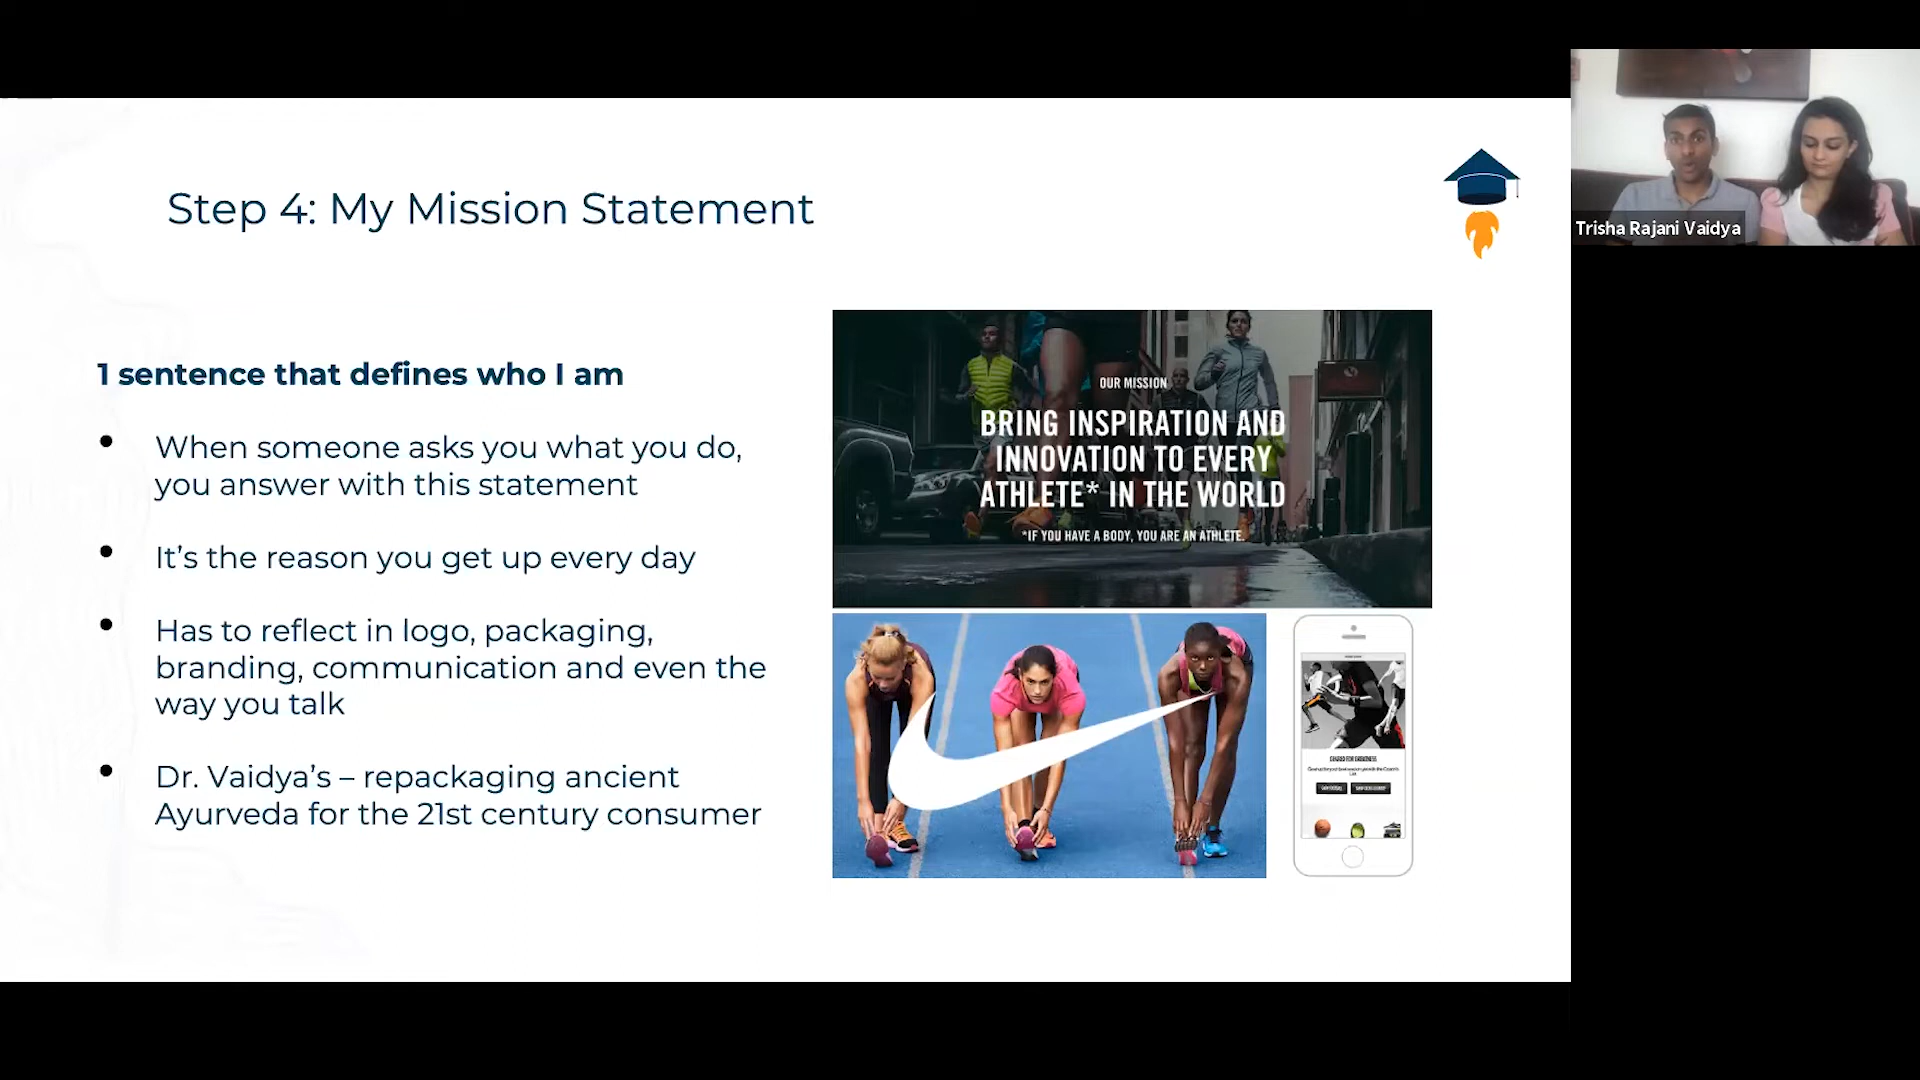 Step 4: My Mission Statement
1 sentence that defines who I am
When someone asks you what you do,
you answer with this statement
It's the reason you get up every day
Has to reflect in logo, packaging,
branding, communication and even the
way you talk
Dr. Vaidya's – repackaging ancient
Ayurveda for the 21st century consumer
OUR MISSION
BRING INSPIRATION AND
INNOVATION TO EVERY
ATHLETE* IN THE WORLD
*IF YOU HAVE A BODY, YOU ARE AN ATHLETE.
Trisha Rajani Vaidya